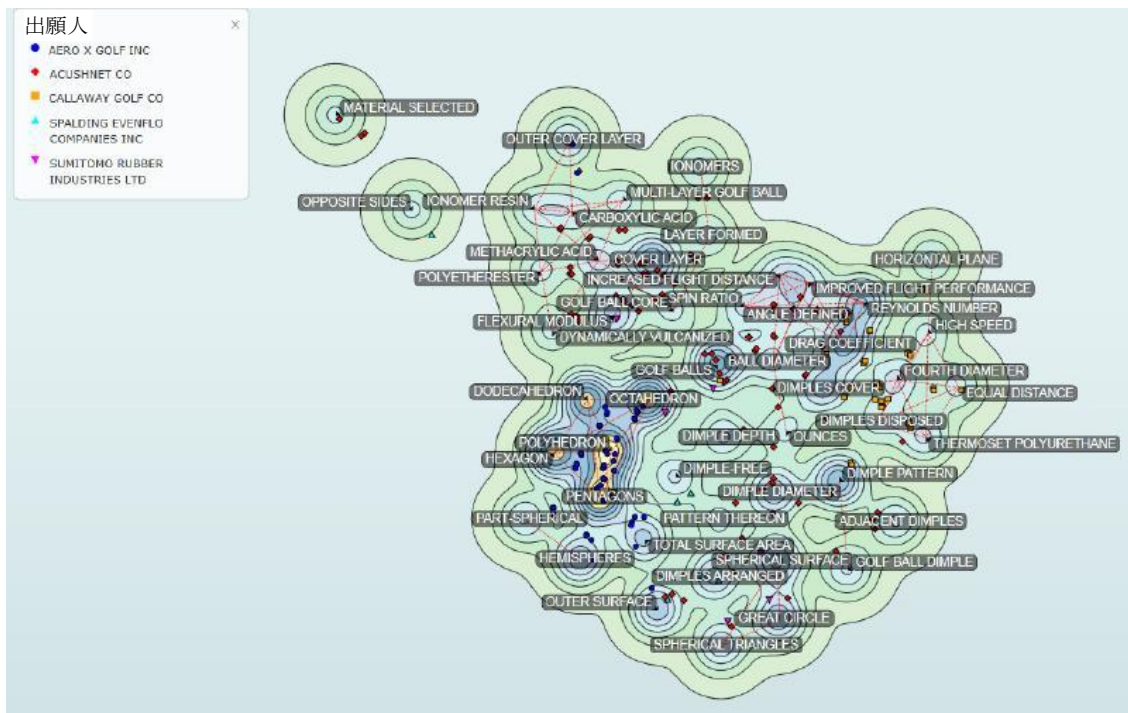 出願人
×
AERO X GOLF INC
ACUSHNET CO
CALLAWAY GOLF CO
SPALDING EVENFLO
COMPANIES INC
SUMITOMO RUBBER
INDUSTRIES LTD
MATERIAL SELECTED
OUTER COVER LAYER
IONOMERS
OPPOSITE SIDES
IONOMER RESIN
MULTI-LAYER GOLF BALL
CARBOXYLIC ACID
LAYER FORMED
METHACRYLIC ACID
COVER LAYER
HORIZONTAL PLANE
POLYETHERESTER
INCREASED FLIGHT DISTANCE
IMPROVED FLIGHT PERFORMANCE
GOLF BALL CORE
SPIN RATIO
ANGLE DEFINED
REYNOLDS NUMBER
FLEXURAL MODULUS
HIGH SPEED
DYNAMICALLY VULCANIZED
DRAG COEFFICIENT
BALL DIAMETER
GOLF BALLS
FOURTH DIAMETER
DODECAHEDRON
OCTAHEDRON
DIMPLES COVER
EQUAL DISTANCE
DIMPLES DISPOSED
POLYHEDRON
DIMPLE DEPTH
OUNCES
THERMOSET POLYURETHANE
HEXAGON
DIMPLE-FREE
DIMPLE PATTERN
PENTAGONS
DIMPLE DIAMETER
PART-SPHERICAL
PATTERN THEREON
ADJACENT DIMPLES
HEMISPHERES
TOTAL SURFACE AREA
SPHERICAL SURFACE
GOLF BALL DIMPLE
DIMPLES ARRANGED
OUTER SURFACE
GREAT CIRCLE
SPHERICAL TRIANGLES